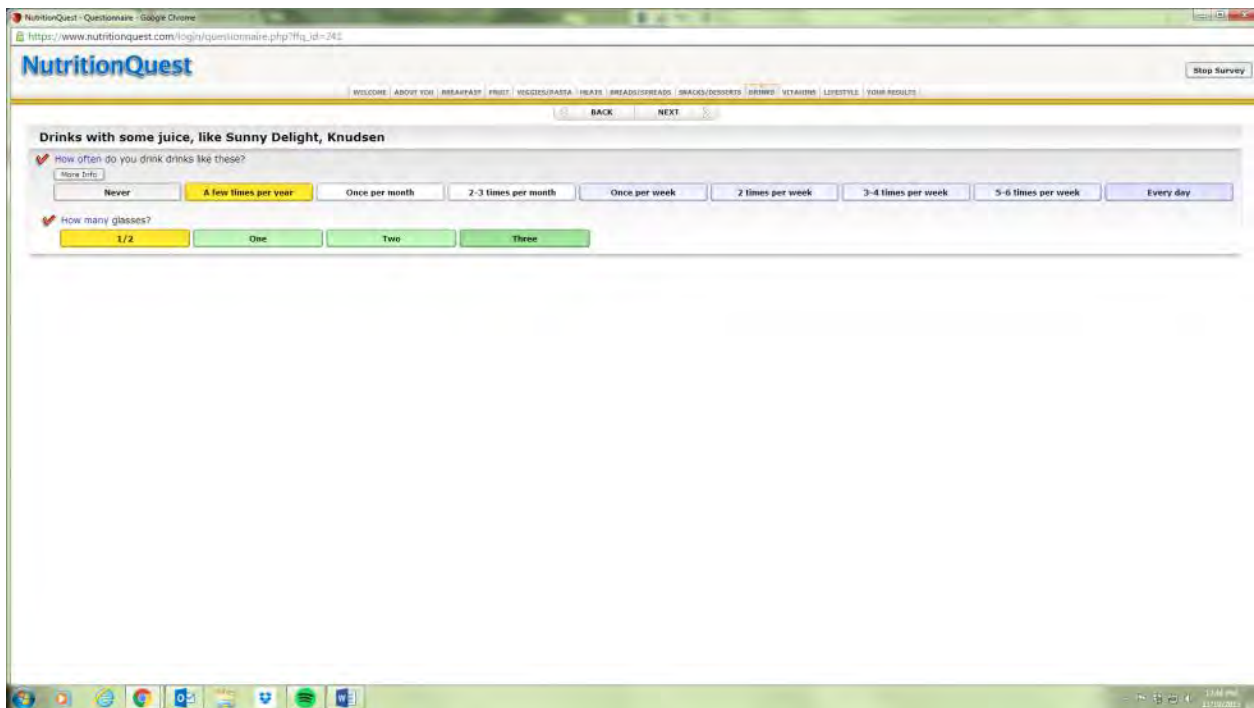 NutritionQuest - Questionnaire - Google Chrome
https://www.nutritionquest.com/login/questionnaire.php?ffq_id=241
NutritionQuest
Stop Survey
WELCOME ABOUT YOU BREAKFAST FRUIT VEGGIES/PASTA MEATS BREADS/SPREADS SNACKS/DESSERTS DRINKS VITAMINS LIFESTYLE YOUR RESULTS
BACK NEXT
Drinks with some juice, like Sunny Delight, Knudsen
How often do you drink drinks like these?
More Info
Never A few times per year Once per month 2-3 times per month Once per week 2 times per week 3-4 times per week 5-6 times per week Every day
How many glasses?
1/2 One Two Three